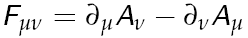 F_{μν} = ∂_μ A_ν − ∂_ν A_μ